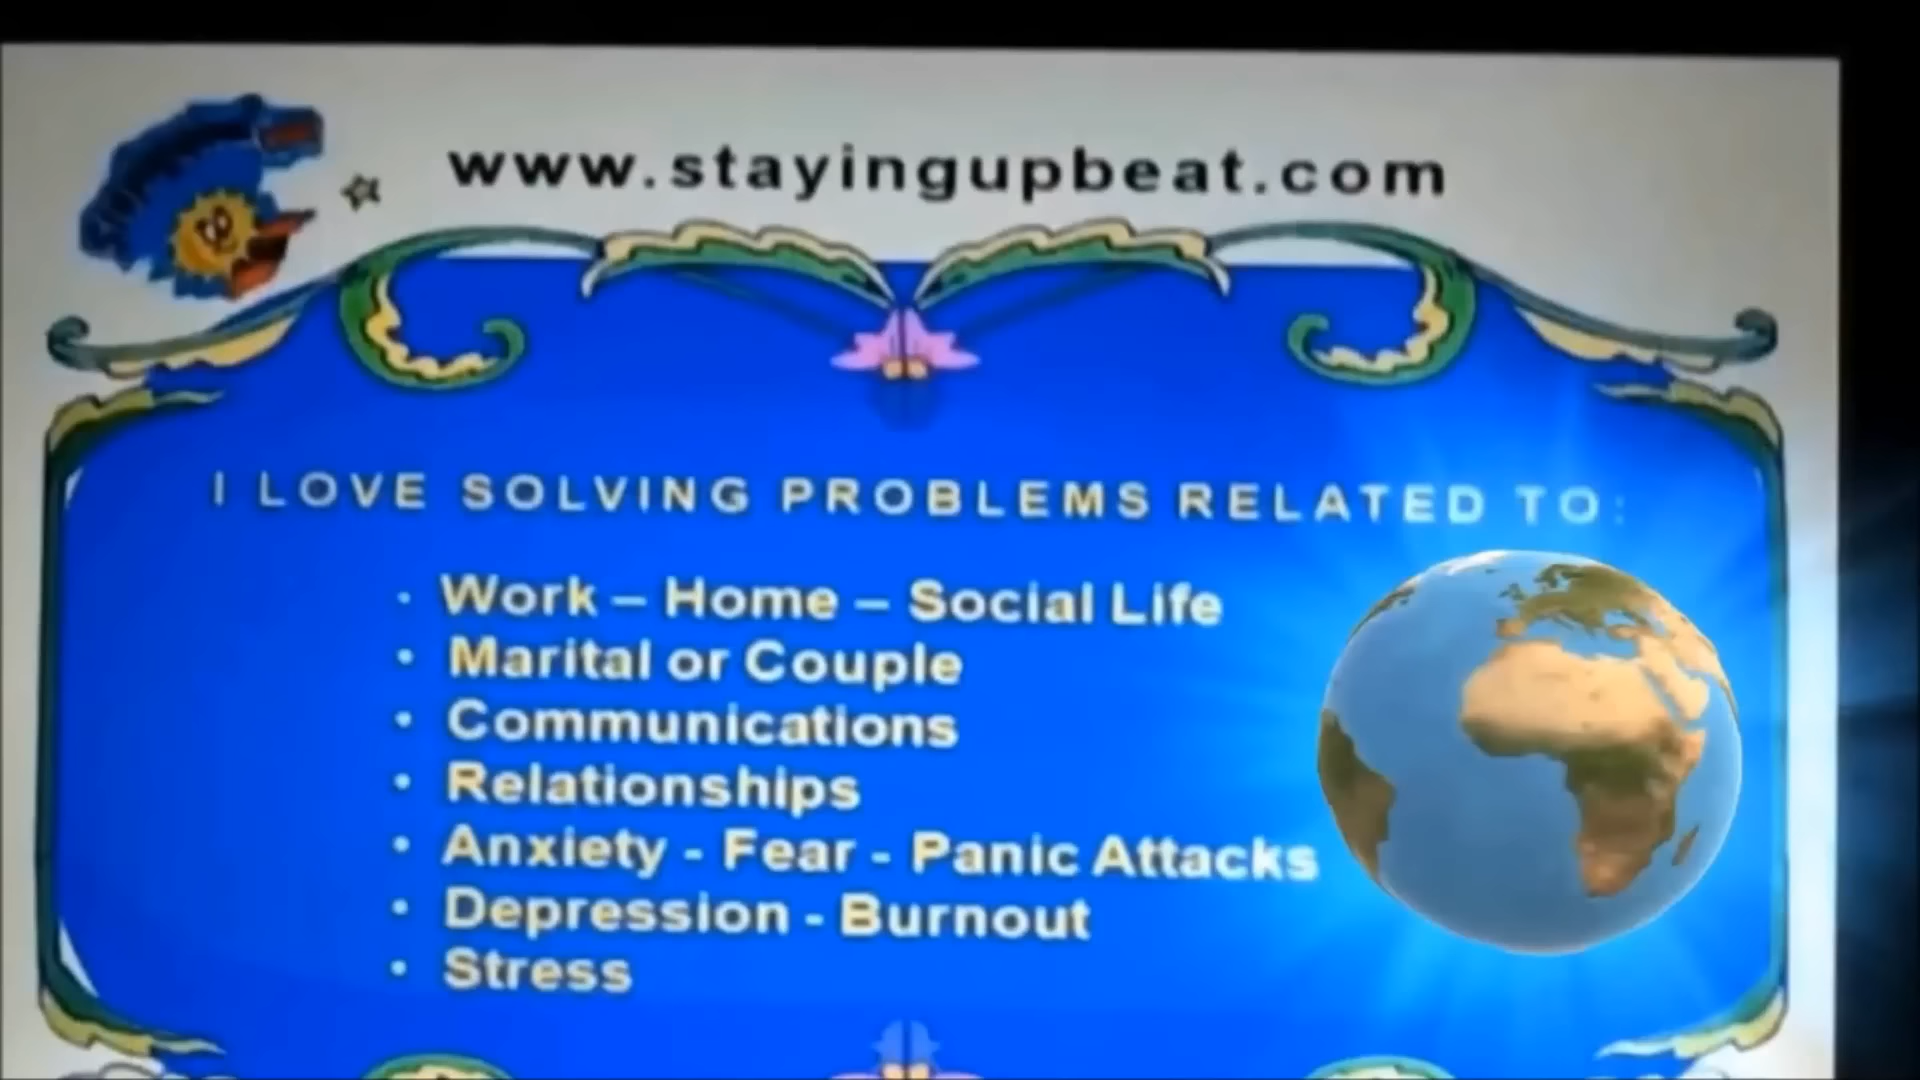 www.stayingupbeat.com
I LOVE SOLVING PROBLEMS RELATED TO:
• Work – Home – Social Life
• Marital or Couple
• Communications
• Relationships
• Anxiety - Fear - Panic Attacks
• Depression - Burnout
• Stress